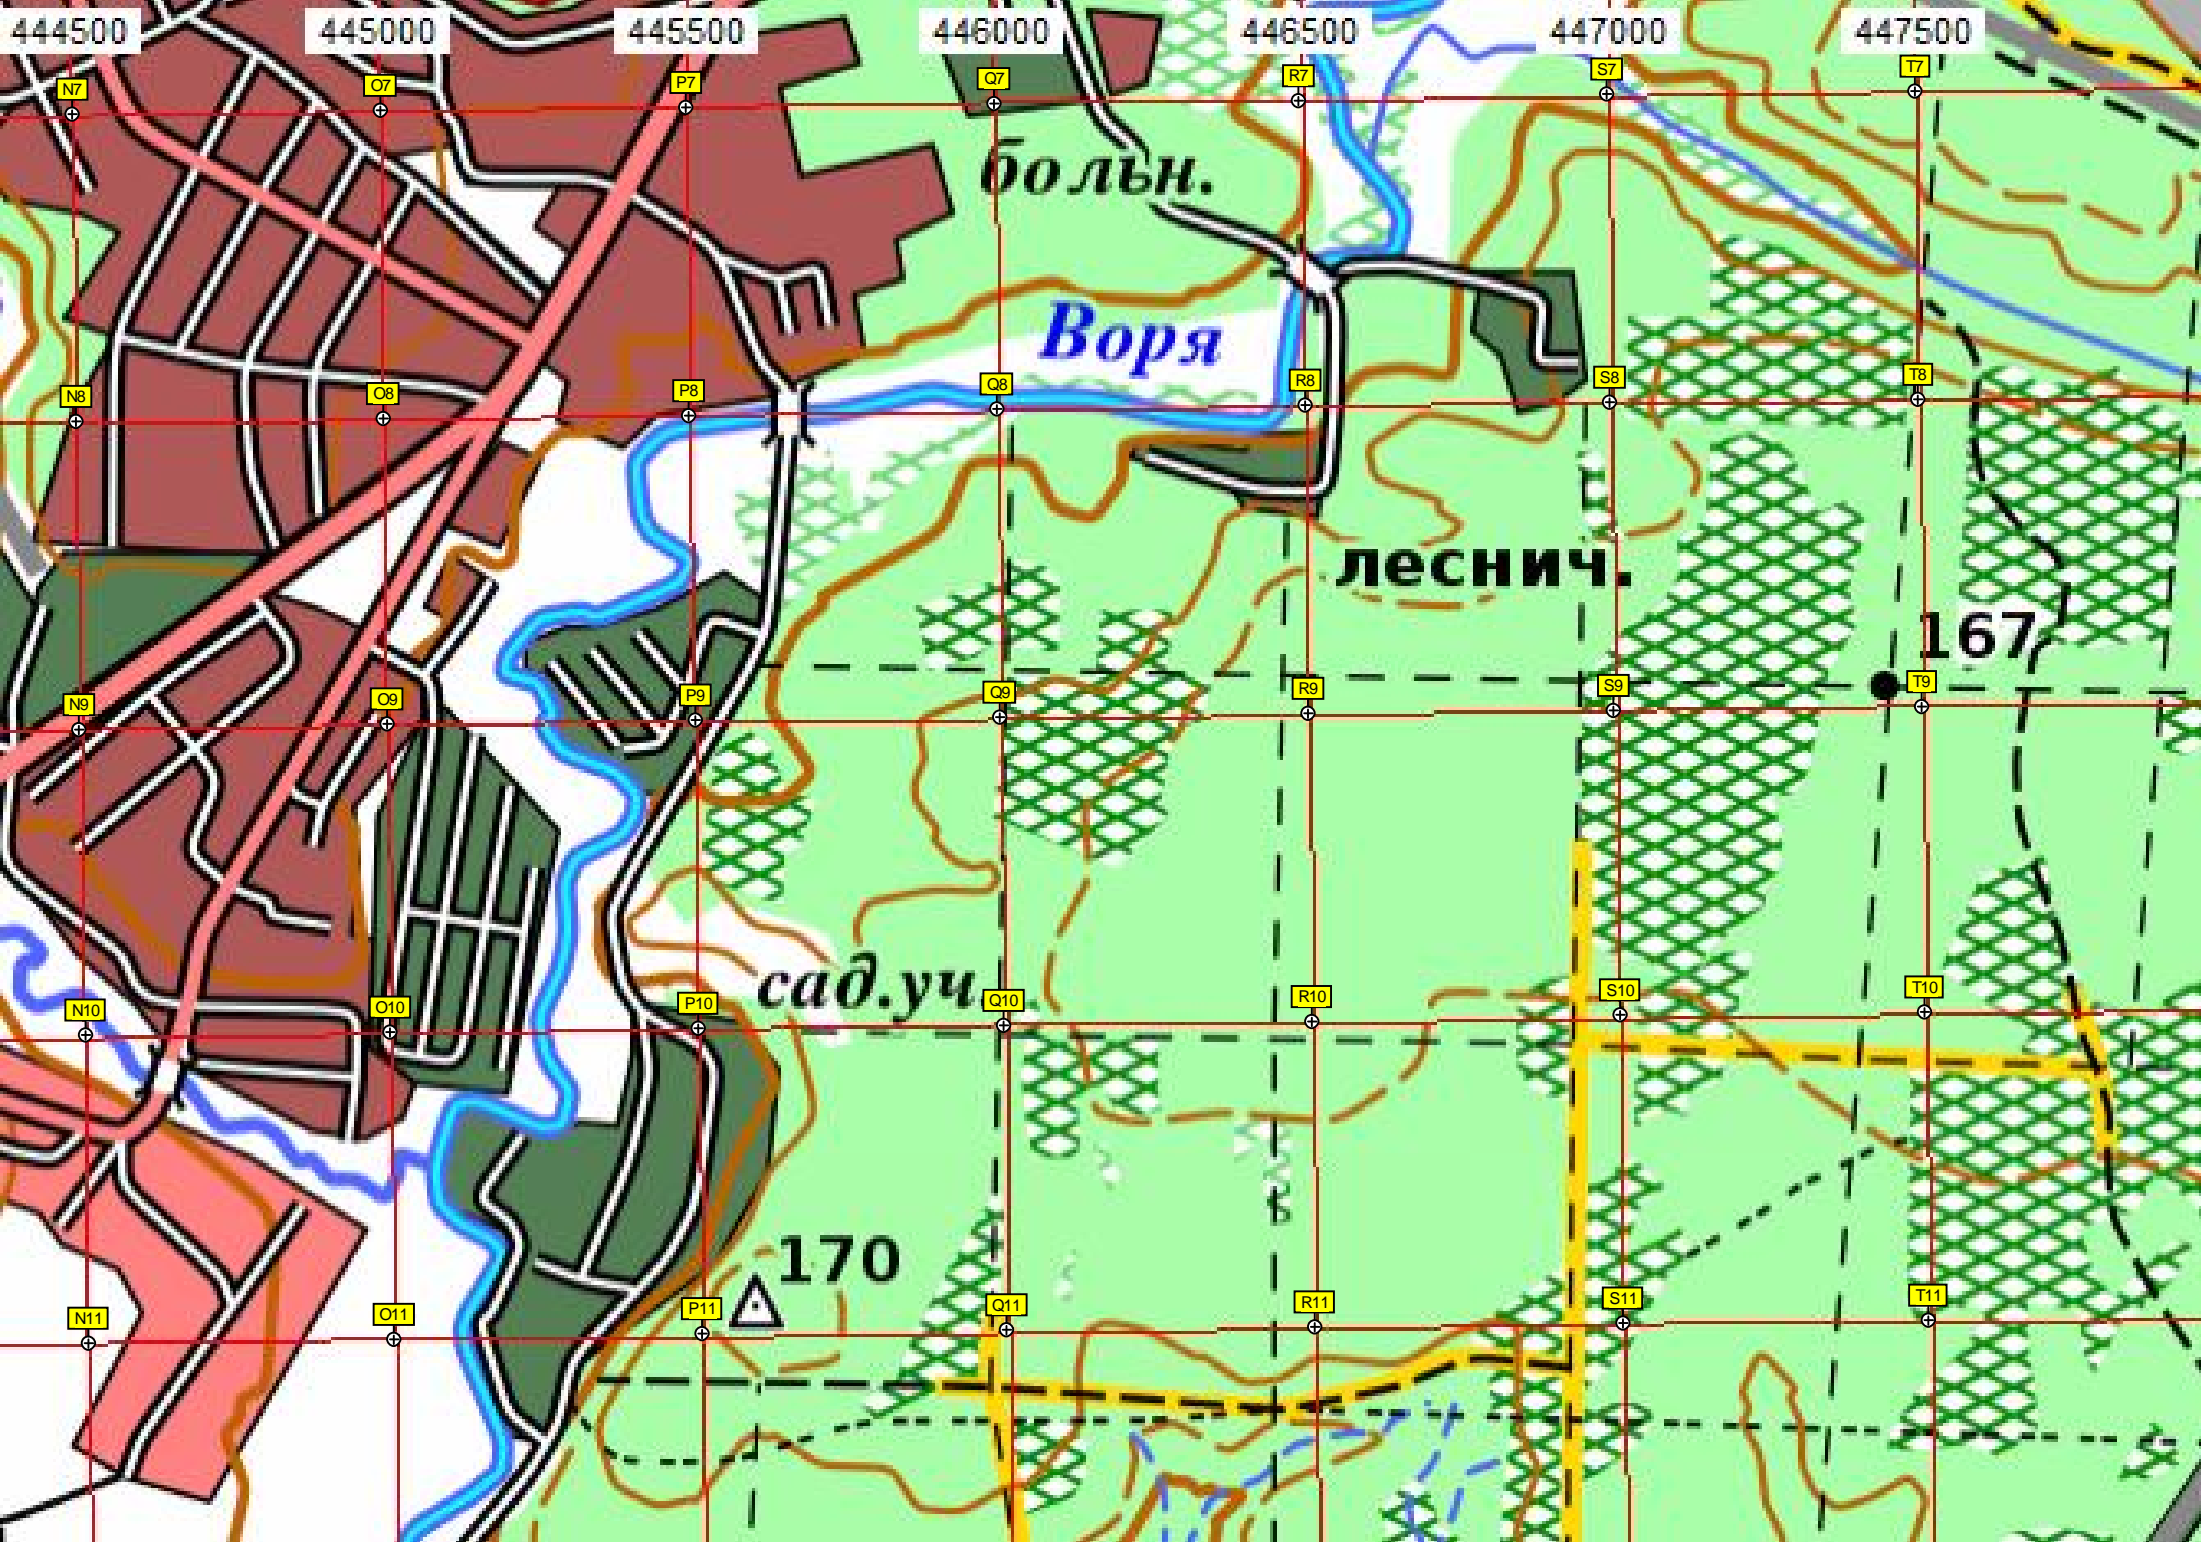 444500 445000 445500 446000 446500 447000 447500
N7 O7 P7 Q7 R7 S7 T7
больн.
Воря
N8 O8 P8 Q8 R8 S8 T8
леснич.
167
N9 O9 P9 Q9 R9 S9 T9
сад.уч.
N10 O10 P10 Q10 R10 S10 T10
170
N11 O11 P11 Q11 R11 S11 T11